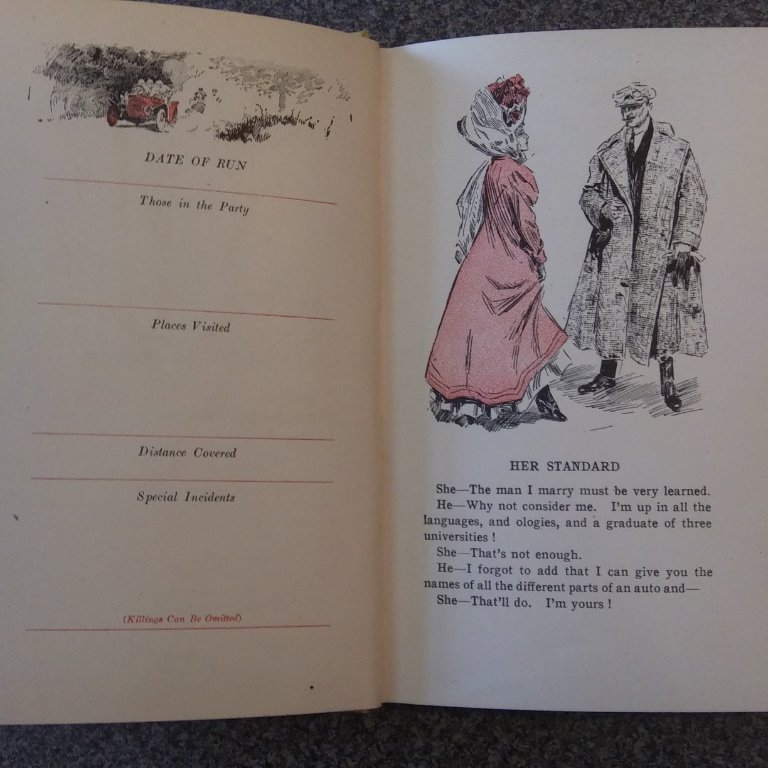 DATE OF RUN
Those in the Party
Places Visited
Distance Covered
Special Incidents
(Killings Can Be Omitted)
HER STANDARD
She—The man I marry must be very learned.
He—Why not consider me. I'm up in all the
languages, and ologies, and a graduate of three
universities !
She—That's not enough.
He—I forgot to add that I can give you the
names of all the different parts of an auto and—
She—That'll do. I'm yours !